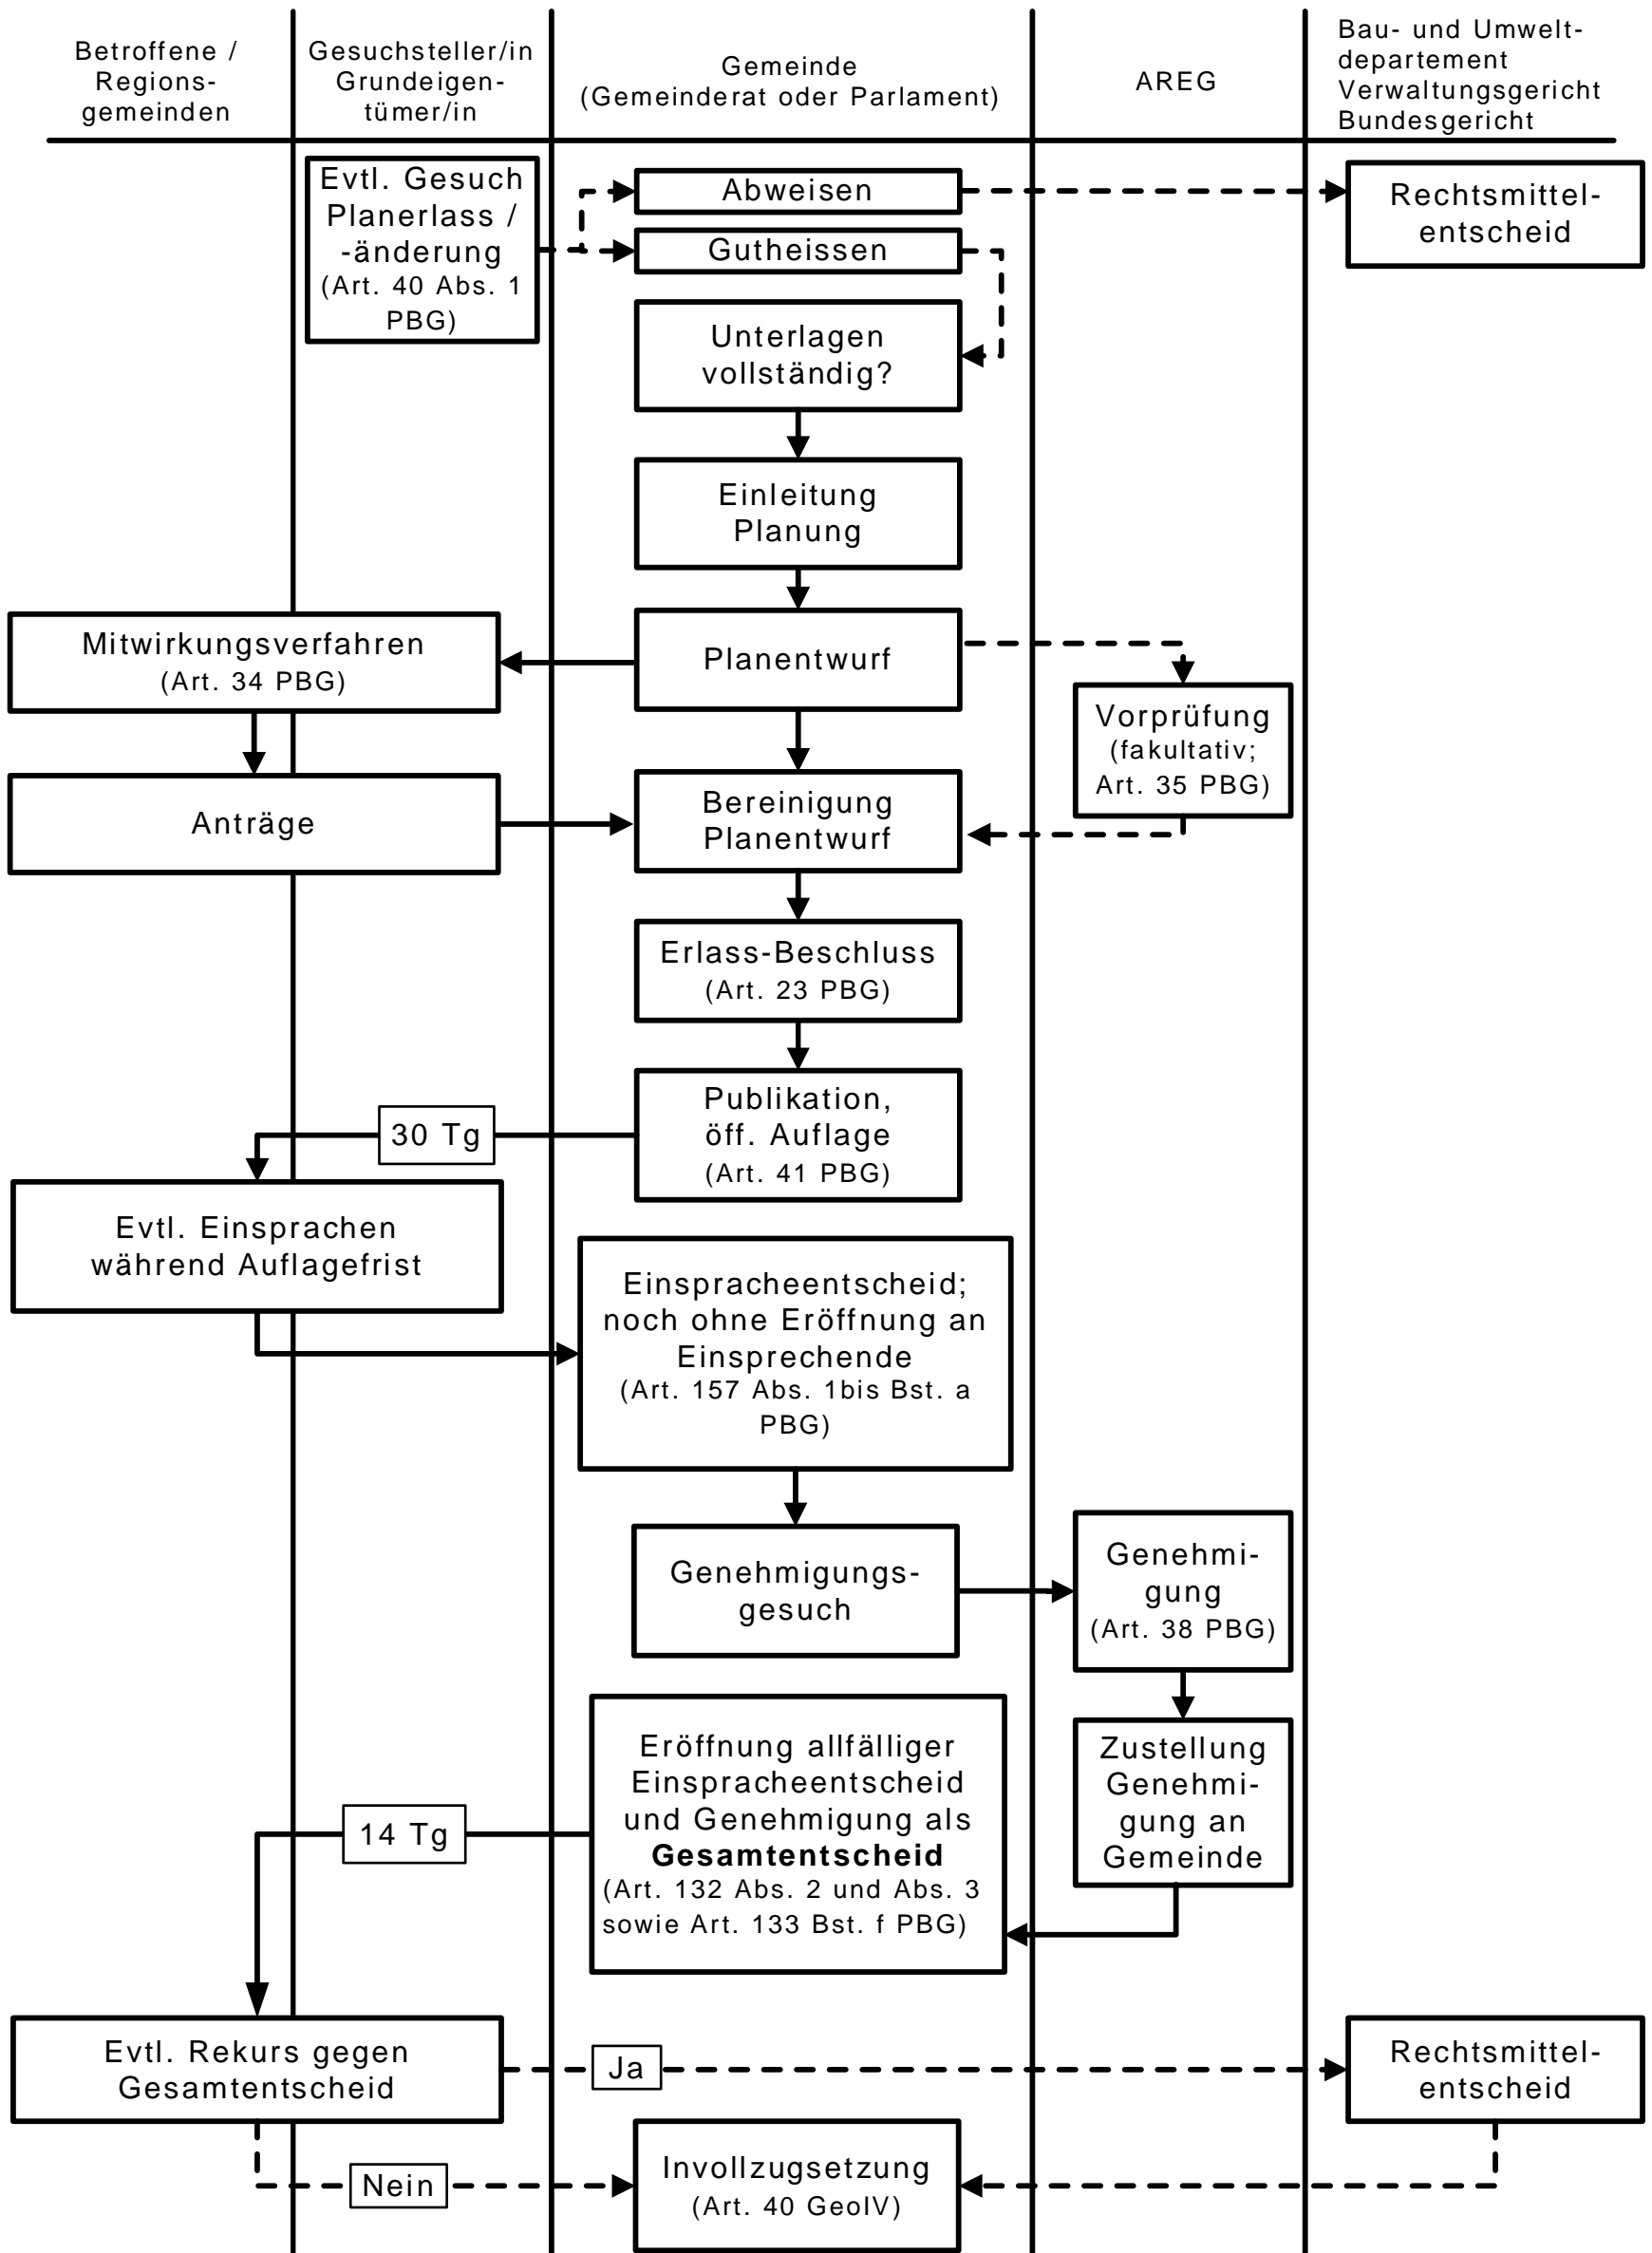 Betroffene /
Regions-
gemeinden
Gesuchsteller/in
Grundeigen-
tümer/in
Gemeinde
(Gemeinderat oder Parlament)
AREG
Bau- und Umwelt-
departement
Verwaltungsgericht
Bundesgericht
Evtl. Gesuch
Planerlass /
-änderung
(Art. 40 Abs. 1
PBG)
Abweisen
Gutheissen
Rechtsmittel-
entscheid
Unterlagen
vollständig?
Einleitung
Planung
Mitwirkungsverfahren
(Art. 34 PBG)
Planentwurf
Vorprüfung
(fakultativ;
Art. 35 PBG)
Anträge
Bereinigung
Planentwurf
Erlass-Beschluss
(Art. 23 PBG)
Publikation,
öff. Auflage
(Art. 41 PBG)
30 Tg
Evtl. Einsprachen
während Auflagefrist
Einspracheentscheid;
noch ohne Eröffnung an
Einsprechende
(Art. 157 Abs. 1bis Bst. a
PBG)
Genehmigungs-
gesuch
Genehmi-
gung
(Art. 38 PBG)
Zustellung
Genehmi-
gung an
Gemeinde
Eröffnung allfälliger
Einspracheentscheid
und Genehmigung als
Gesamtentscheid
(Art. 132 Abs. 2 und Abs. 3
sowie Art. 133 Bst. f PBG)
14 Tg
Evtl. Rekurs gegen
Gesamtentscheid
Ja
Rechtsmittel-
entscheid
Nein
Invollzugsetzung
(Art. 40 GeoIV)